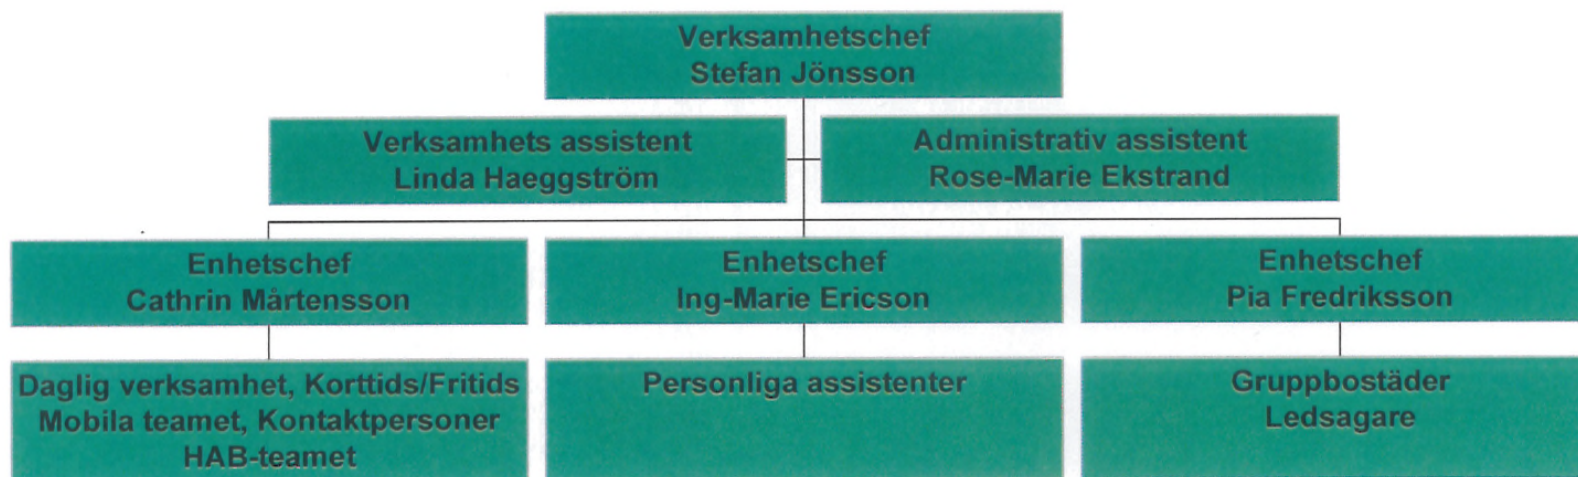 Verksamhetschef
Stefan Jönsson
Verksamhets assistent
Linda Haeggström
Administrativ assistent
Rose-Marie Ekstrand
Enhetschef
Cathrin Mårtensson
Enhetschef
Ing-Marie Ericson
Enhetschef
Pia Fredriksson
Daglig verksamhet, Korttids/Fritids
Mobila teamet, Kontaktpersoner
HAB-teamet
Personliga assistenter
Gruppbostäder
Ledsagare